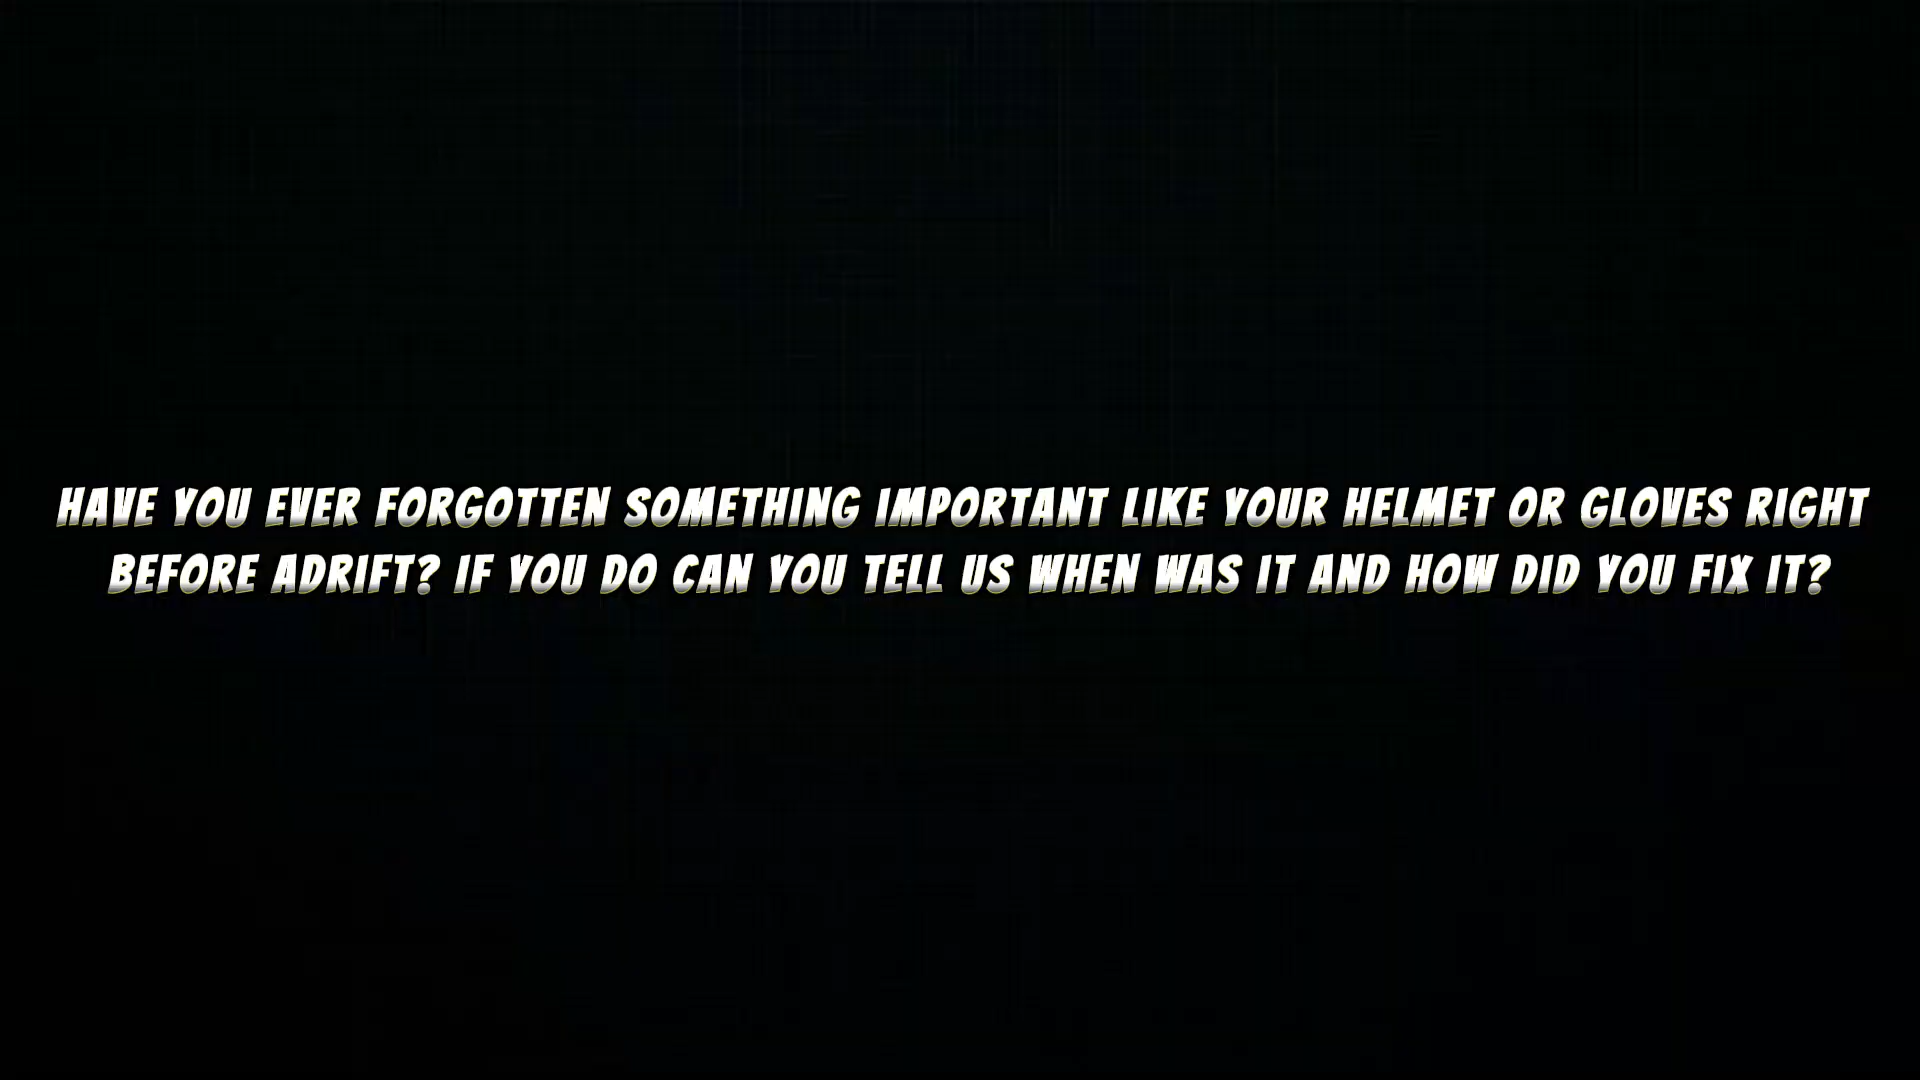 HAVE YOU EVER FORGOTTEN SOMETHING IMPORTANT LIKE YOUR HELMET OR GLOVES RIGHT
BEFORE ADRIFT? IF YOU DO CAN YOU TELL US WHEN WAS IT AND HOW DID YOU FIX IT?